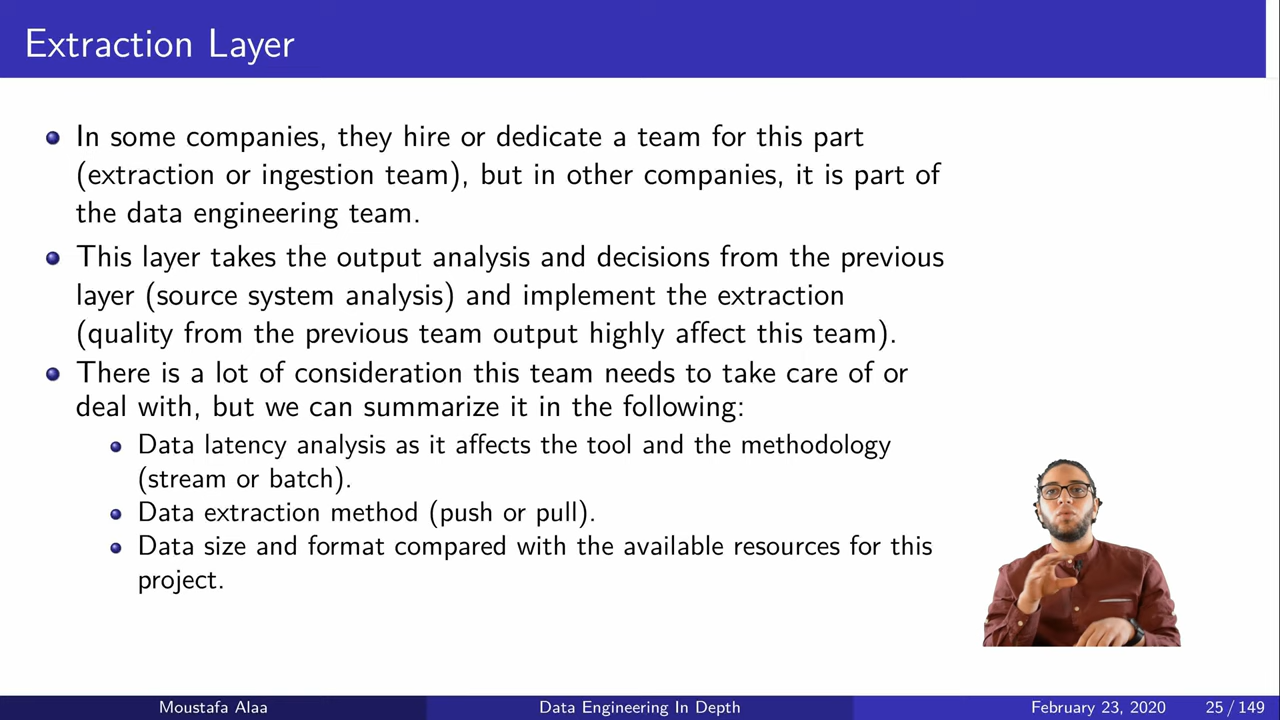 Extraction Layer
In some companies, they hire or dedicate a team for this part
(extraction or ingestion team), but in other companies, it is part of
the data engineering team.
This layer takes the output analysis and decisions from the previous
layer (source system analysis) and implement the extraction
(quality from the previous team output highly affect this team).
There is a lot of consideration this team needs to take care of or
deal with, but we can summarize it in the following:
Data latency analysis as it affects the tool and the methodology
(stream or batch).
Data extraction method (push or pull).
Data size and format compared with the available resources for this
project.
Moustafa Alaa
Data Engineering In Depth
February 23, 2020
25 / 149